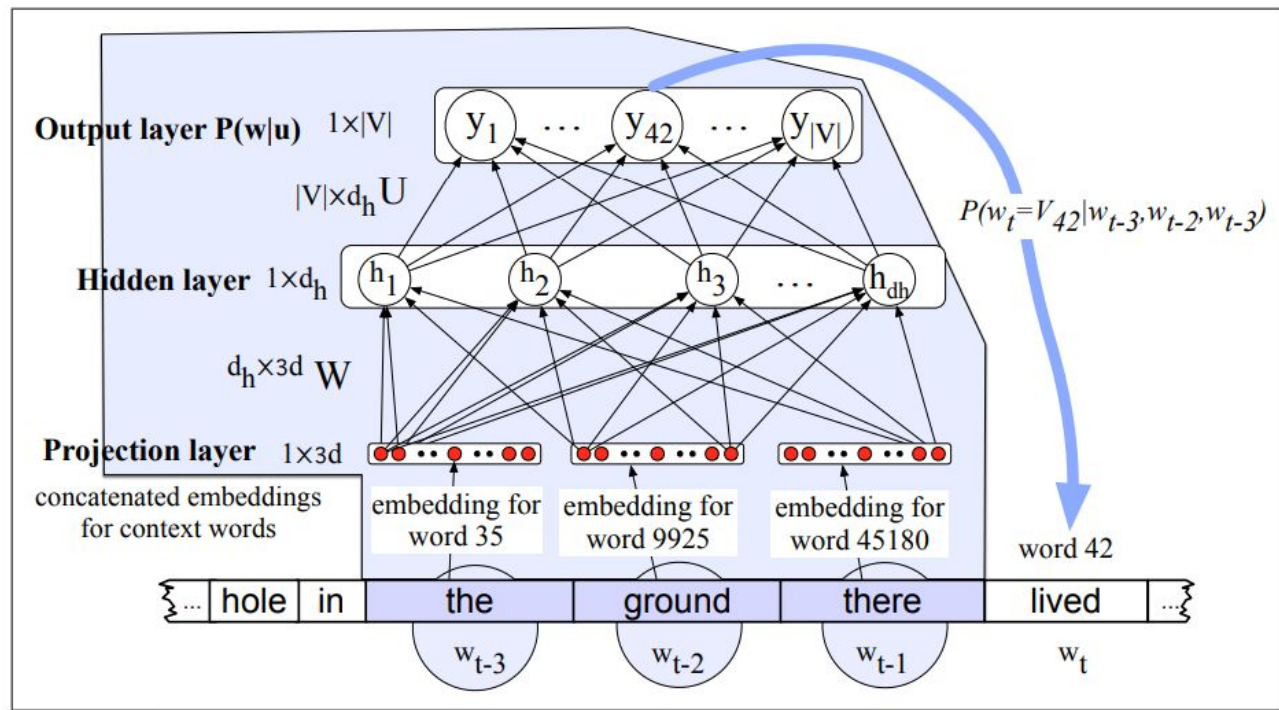 Output layer P(w|u) 1×|V|
y1 ... y42 ... y|V|
|V|×dh U
P(wt=V42|wt-3,wt-2,wt-3)
Hidden layer 1×dh
h1 h2 h3 ... hdh
dh×3d W
Projection layer 1×3d
concatenated embeddings
for context words
embedding for
word 35
embedding for
word 9925
embedding for
word 45180
word 42
... hole in the ground there lived ...
wt-3 wt-2 wt-1 wt